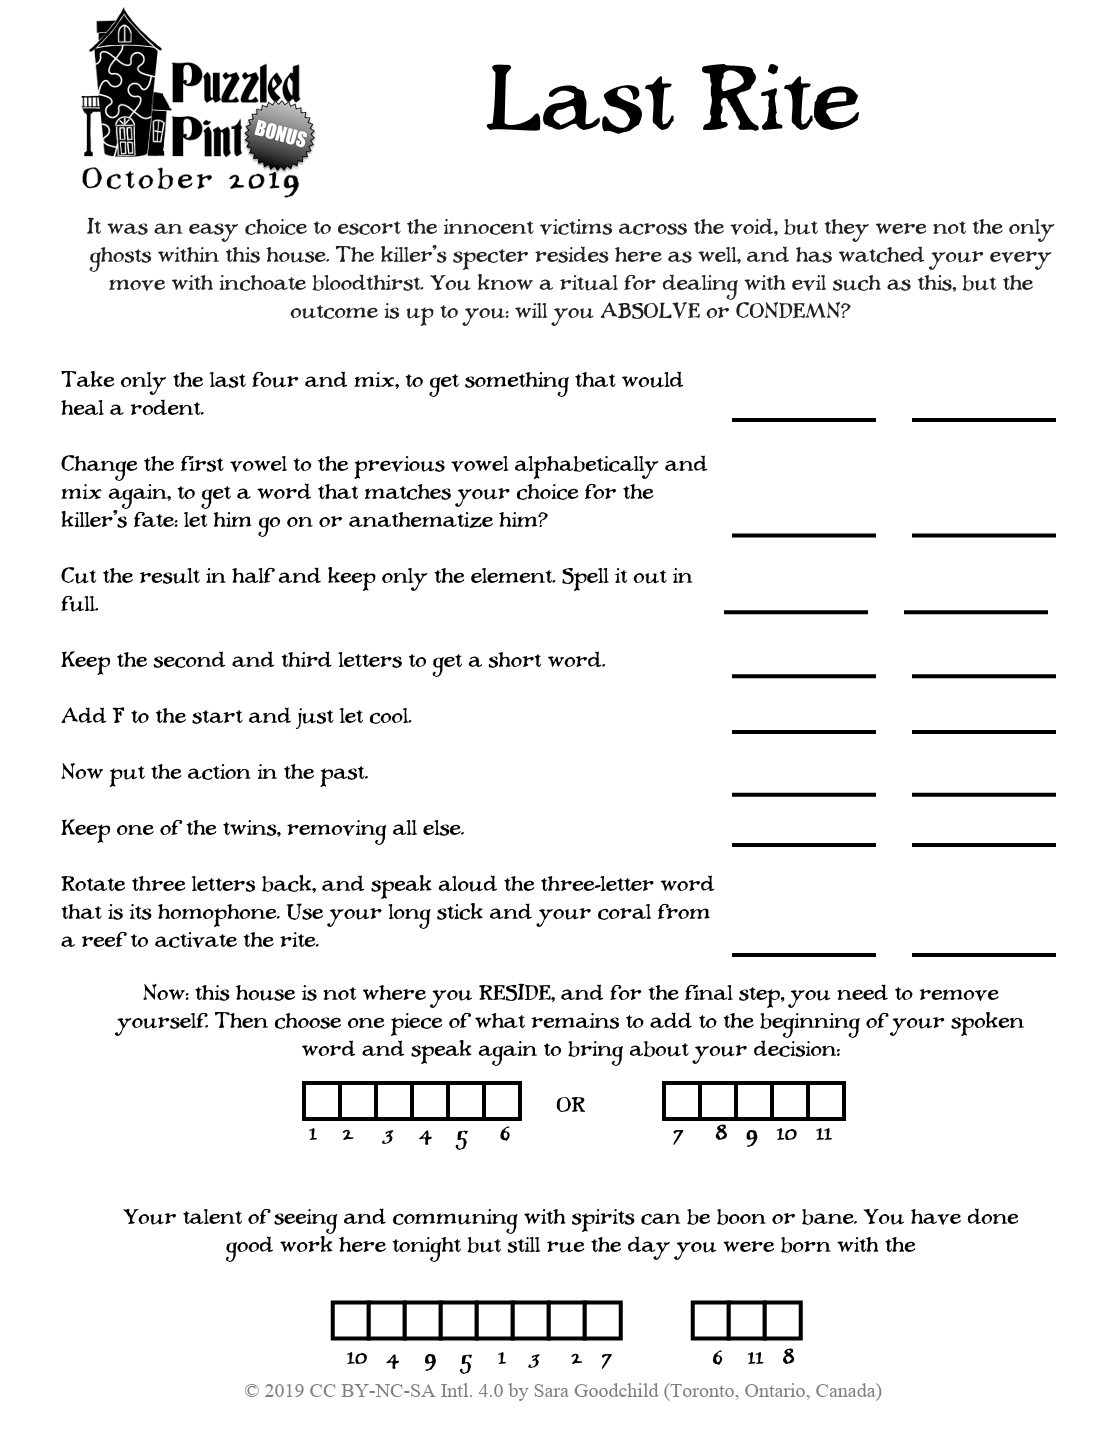 Puzzled
Pint
BONUS
October 2019
Last Rite
It was an easy choice to escort the innocent victims across the void, but they were not the only
ghosts within this house. The killer's specter resides here as well, and has watched your every
move with inchoate bloodthirst. You know a ritual for dealing with evil such as this, but the
outcome is up to you: will you ABSOLVE or CONDEMN?
Take only the last four and mix, to get something that would
heal a rodent.
Change the first vowel to the previous vowel alphabetically and
mix again, to get a word that matches your choice for the
killer's fate: let him go on or anathematize him?
Cut the result in half and keep only the element. Spell it out in
full.
Keep the second and third letters to get a short word.
Add F to the start and just let cool.
Now put the action in the past.
Keep one of the twins, removing all else.
Rotate three letters back, and speak aloud the three-letter word
that is its homophone. Use your long stick and your coral from
a reef to activate the rite.
Now: this house is not where you RESIDE, and for the final step, you need to remove
yourself. Then choose one piece of what remains to add to the beginning of your spoken
word and speak again to bring about your decision:
OR
1 2 3 4 5 6 7 8 9 10 11
Your talent of seeing and communing with spirits can be boon or bane. You have done
good work here tonight but still rue the day you were born with the
10 4 9 5 1 3 2 7 6 11 8
© 2019 CC BY-NC-SA Intl. 4.0 by Sara Goodchild (Toronto, Ontario, Canada)